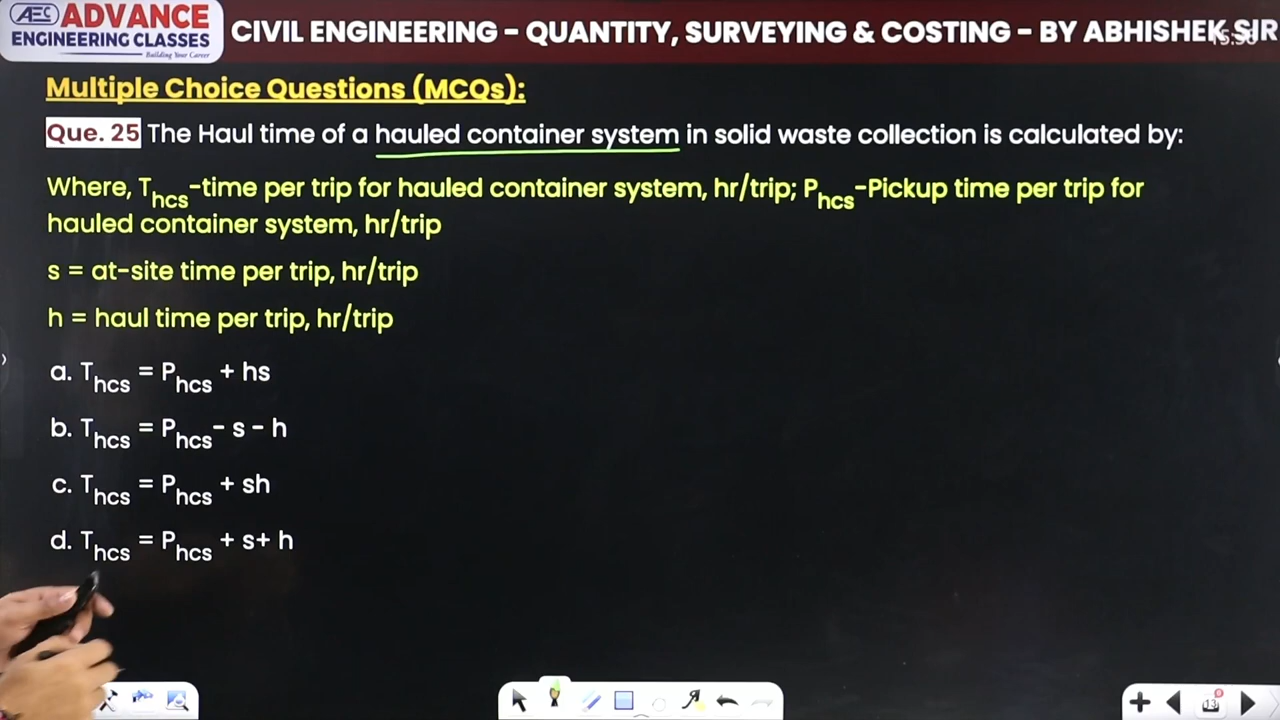 AEC ADVANCE
ENGINEERING CLASSES
Building Your Career
CIVIL ENGINEERING - QUANTITY, SURVEYING & COSTING - BY ABHISHEK SIR
Multiple Choice Questions (MCQs):
Que. 25 The Haul time of a hauled container system in solid waste collection is calculated by:
Where, Thcs-time per trip for hauled container system, hr/trip; Phcs-Pickup time per trip for
hauled container system, hr/trip
s = at-site time per trip, hr/trip
h = haul time per trip, hr/trip
a. Thcs = Phcs + hs
b. Thcs = Phcs- s - h
c. Thcs = Phcs + sh
d. Thcs = Phcs + s+ h
13